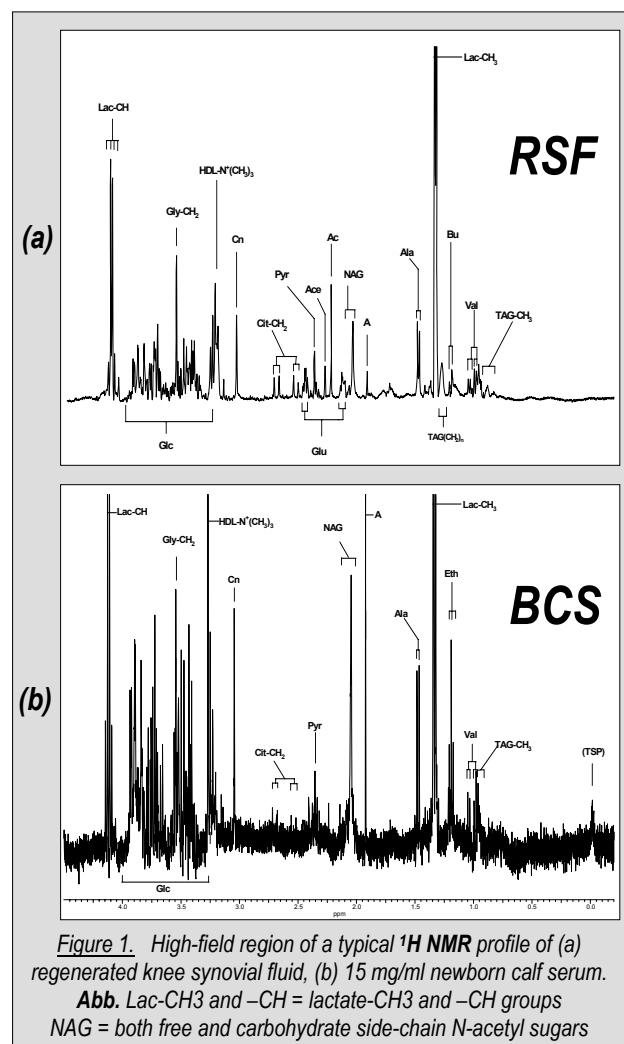 Lac-CH
Lac-CH3
RSF
HDL-N+(CH3)3
Gly-CH2
(a)
Cn
Ac
Bu
Pyr
NAG
Ala
Ace
Val
A
TAG-CH3
Cit-CH2
Glc
Glu
TAG(CH2)n
Lac-CH
HDL-N+(CH3)3
Lac-CH3
A
NAG
Gly-CH2
BCS
Cn
Eth
Ala
(b)
Pyr
Val
TAG-CH3
Cit-CH2
(TSP)
Glc
4.0 3.5 3.0 2.5 2.0 1.5 1.0 0.5 0.0
ppm
Figure 1. High-field region of a typical ¹H NMR profile of (a)
regenerated knee synovial fluid, (b) 15 mg/ml newborn calf serum.
Abb. Lac-CH3 and –CH = lactate-CH3 and –CH groups
NAG = both free and carbohydrate side-chain N-acetyl sugars